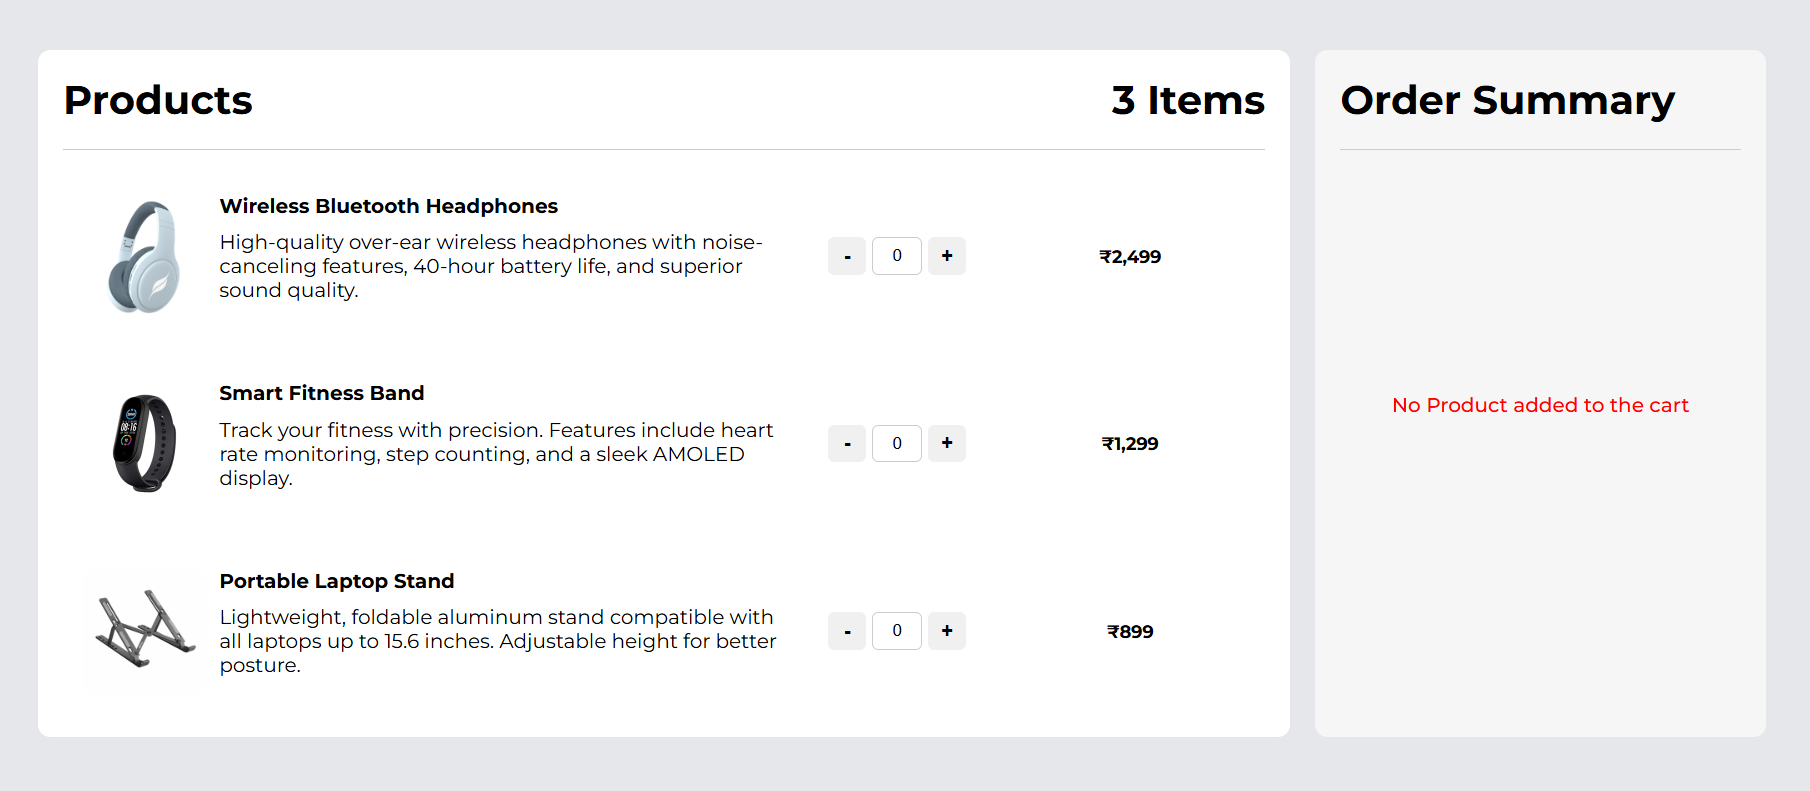 Products
3 Items
Wireless Bluetooth Headphones
High-quality over-ear wireless headphones with noise-
canceling features, 40-hour battery life, and superior
sound quality.
- 0 +
₹2,499
Smart Fitness Band
Track your fitness with precision. Features include heart
rate monitoring, step counting, and a sleek AMOLED
display.
- 0 +
₹1,299
Portable Laptop Stand
Lightweight, foldable aluminum stand compatible with
all laptops up to 15.6 inches. Adjustable height for better
posture.
- 0 +
₹899
Order Summary
No Product added to the cart